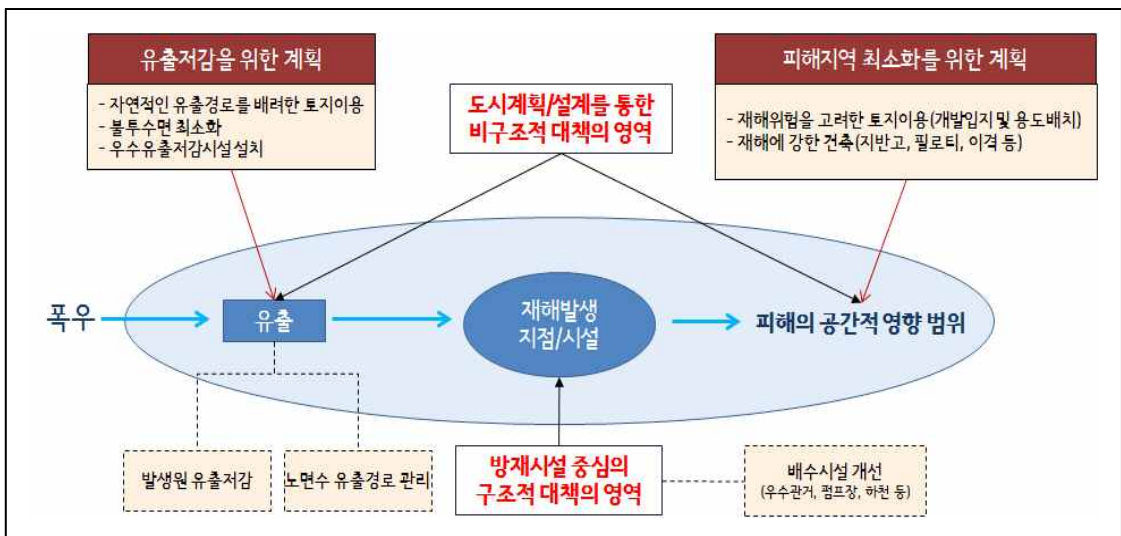 유출저감을 위한 계획
- 자연적인 유출경로를 배려한 토지이용
- 불투수면 최소화
- 우수유출저감시설 설치
도시계획/설계를 통한
비구조적 대책의 영역
피해지역 최소화를 위한 계획
- 재해위험을 고려한 토지이용(개발입지 및 용도배치)
- 재해에 강한 건축(지반고, 필로티, 이격 등)
폭우
유출
재해발생
지점/시설
피해의 공간적 영향 범위
발생원 유출저감
노면수 유출경로 관리
방재시설 중심의
구조적 대책의 영역
배수시설 개선
(우수관거, 펌프장, 하천 등)